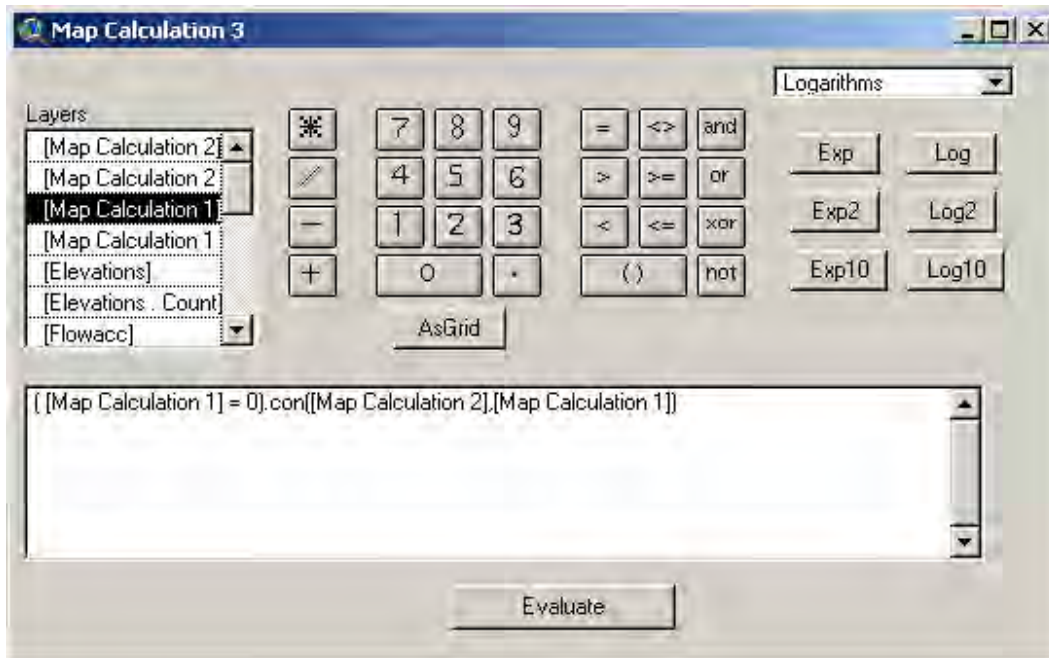 Map Calculation 3
Logarithms
Layers
[Map Calculation 2]
[Map Calculation 2
[Map Calculation 1]
[Map Calculation 1
[Elevations]
[Elevations . Count]
[Flowacc]
* 7 8 9 = <> and
/ 4 5 6 > >= or
- 1 2 3 < <= xor
+ 0 . ( ) not
AsGrid
Exp Log
Exp2 Log2
Exp10 Log10
( [Map Calculation 1] = 0).con([Map Calculation 2],[Map Calculation 1])
Evaluate